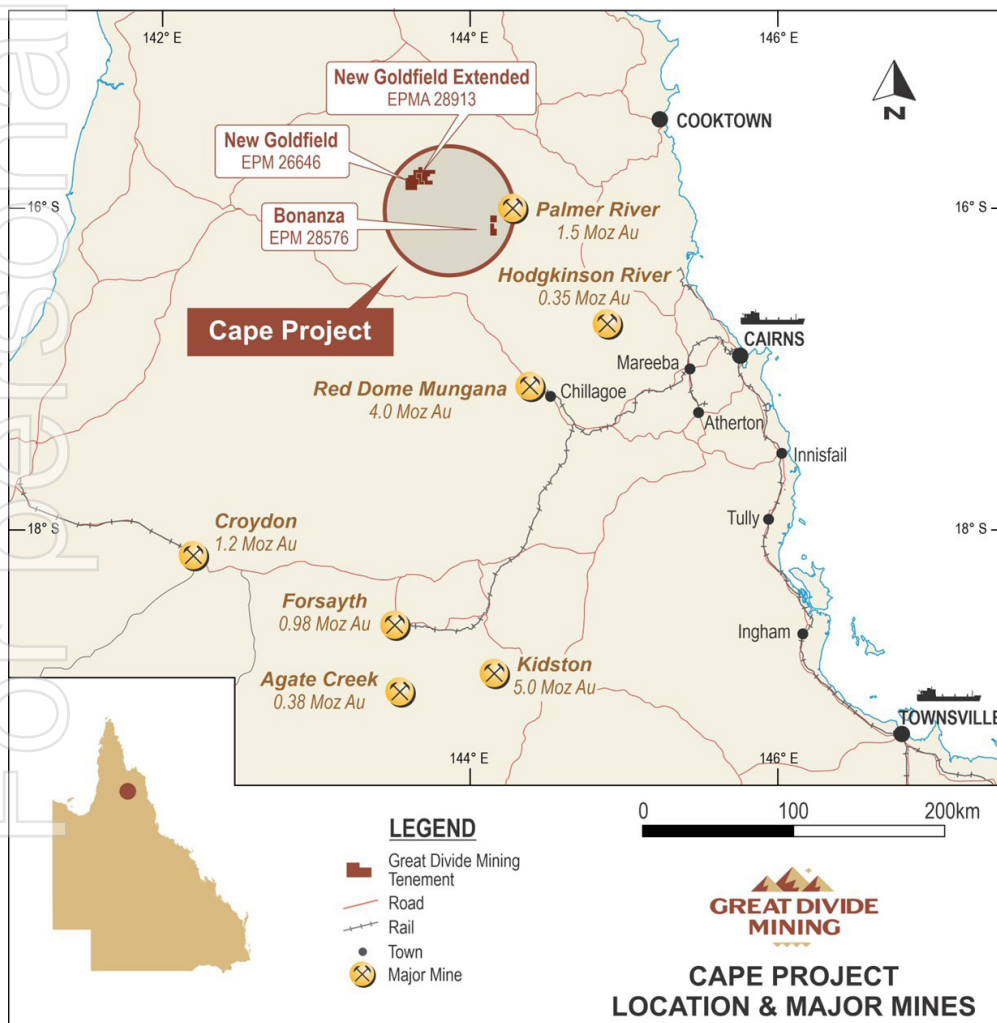 For personal
142° E
144° E
146° E
New Goldfield Extended
EPMA 28913
N
COOKTOWN
New Goldfield
EPM 26646
16° S
Palmer River
1.5 Moz Au
16° S
Bonanza
EPM 28576
Hodgkinson River
0.35 Moz Au
Cape Project
CAIRNS
Mareeba
Red Dome Mungana
4.0 Moz Au
Chillagoe
Atherton
Innisfail
Croydon
1.2 Moz Au
Tully
18° S
18° S
Forsayth
0.98 Moz Au
Ingham
Kidston
5.0 Moz Au
Agate Creek
0.38 Moz Au
TOWNSVILLE
144° E
146° E
0 100 200km
LEGEND
Great Divide Mining
Tenement
Road
Rail
Town
Major Mine
GREAT DIVIDE
MINING
CAPE PROJECT
LOCATION & MAJOR MINES